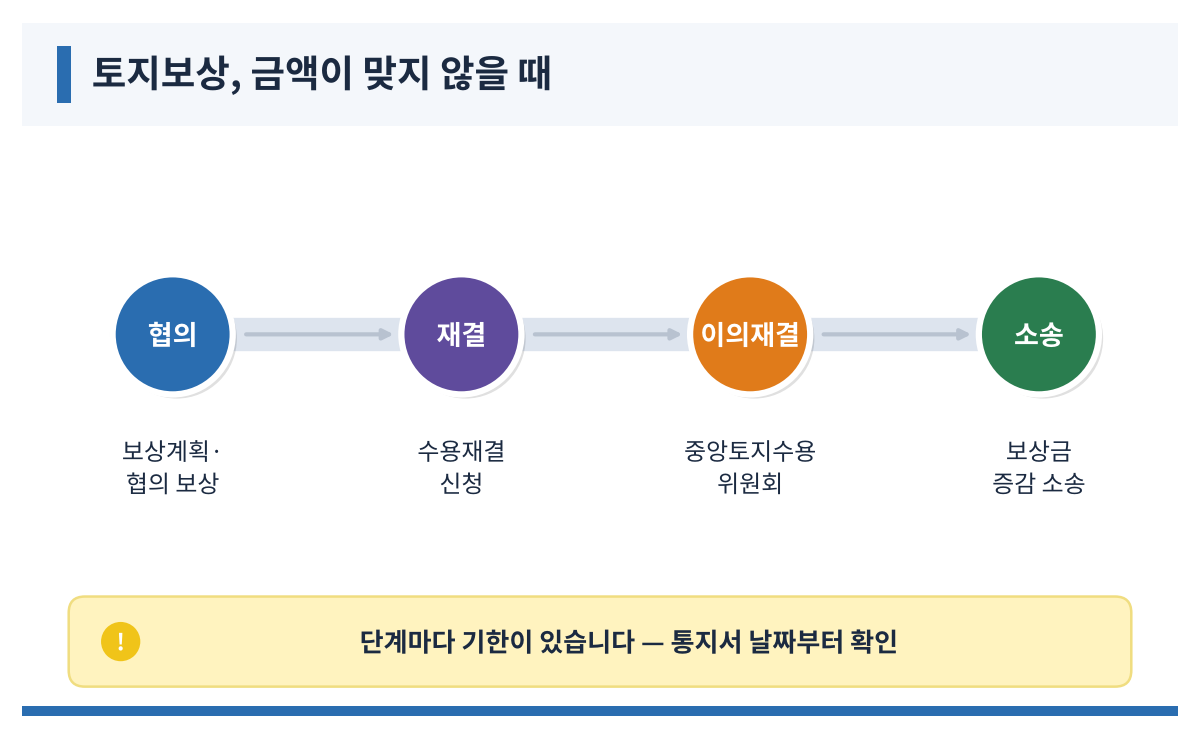 토지보상, 금액이 맞지 않을 때
협의
재결
이의재결
소송
보상계획·
협의 보상
수용재결
신청
중앙토지수용
위원회
보상금
증감 소송
!
단계마다 기한이 있습니다 — 통지서 날짜부터 확인